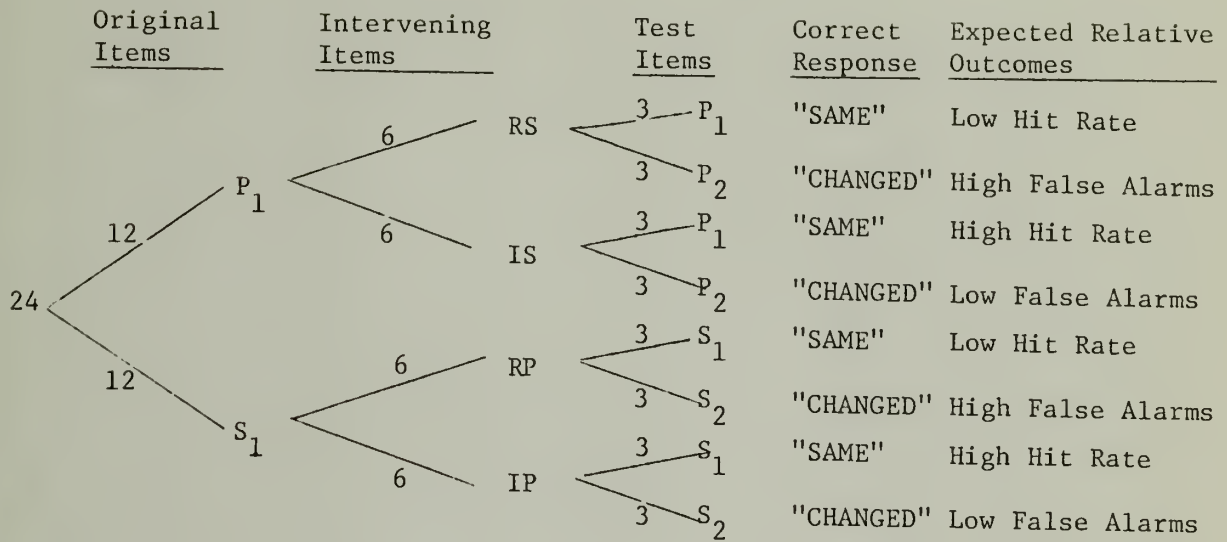 Original Intervening Test Correct Expected Relative
Items Items Items Response Outcomes
3 P1 "SAME" Low Hit Rate
6 RS
3 P2 "CHANGED" High False Alarms
P1
12 6 3 P1 "SAME" High Hit Rate
IS
3 P2 "CHANGED" Low False Alarms
24
3 S1 "SAME" Low Hit Rate
12 6 RP
3 S2 "CHANGED" High False Alarms
S1
3 S1 "SAME" High Hit Rate
6 IP
3 S2 "CHANGED" Low False Alarms